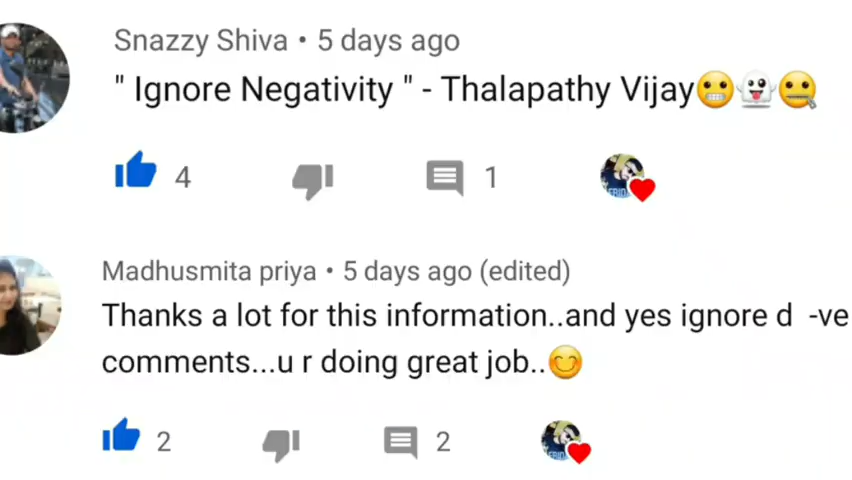 Snazzy Shiva • 5 days ago
" Ignore Negativity " - Thalapathy Vijay😬👻🤐
4 1
Madhusmita priya • 5 days ago (edited)
Thanks a lot for this information..and yes ignore d -ve
comments...u r doing great job..😊
2 2